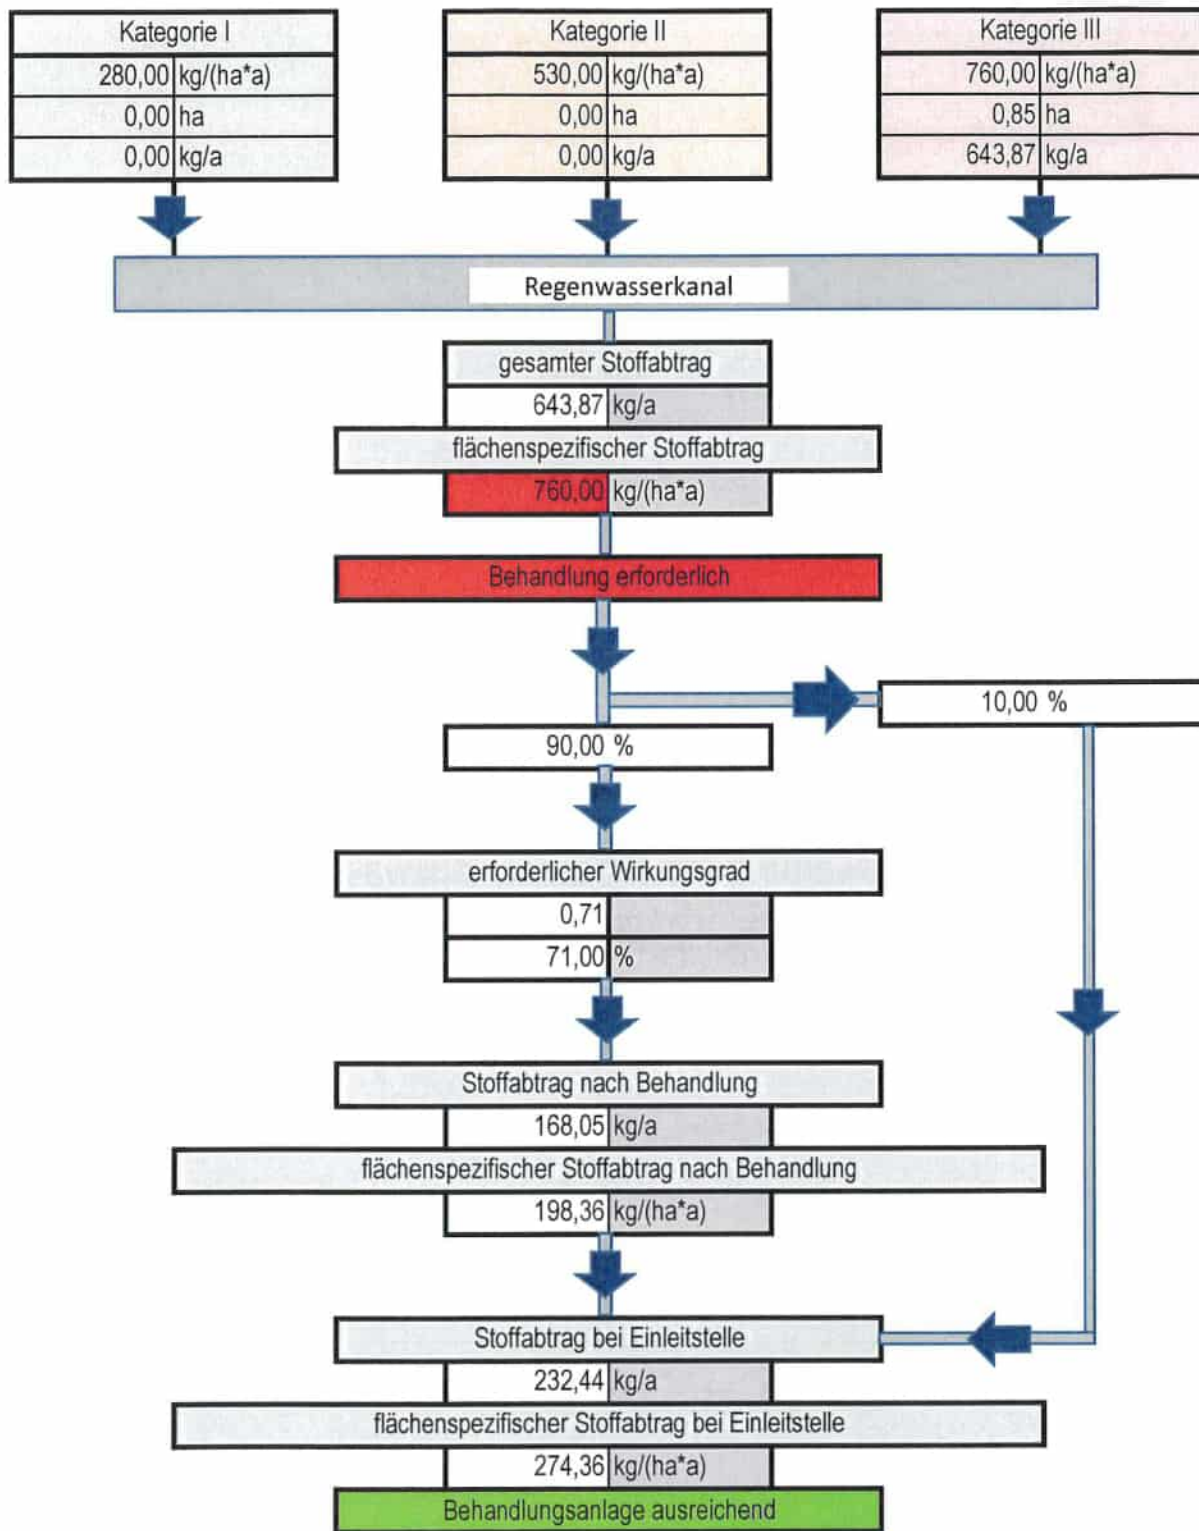 Kategorie I
280,00 kg/(ha*a)
0,00 ha
0,00 kg/a
Kategorie II
530,00 kg/(ha*a)
0,00 ha
0,00 kg/a
Kategorie III
760,00 kg/(ha*a)
0,85 ha
643,87 kg/a
Regenwasserkanal
gesamter Stoffabtrag
643,87 kg/a
flächenspezifischer Stoffabtrag
760,00 kg/(ha*a)
Behandlung erforderlich
10,00 %
90,00 %
erforderlicher Wirkungsgrad
0,71
71,00 %
Stoffabtrag nach Behandlung
168,05 kg/a
flächenspezifischer Stoffabtrag nach Behandlung
198,36 kg/(ha*a)
Stoffabtrag bei Einleitstelle
232,44 kg/a
flächenspezifischer Stoffabtrag bei Einleitstelle
274,36 kg/(ha*a)
Behandlungsanlage ausreichend